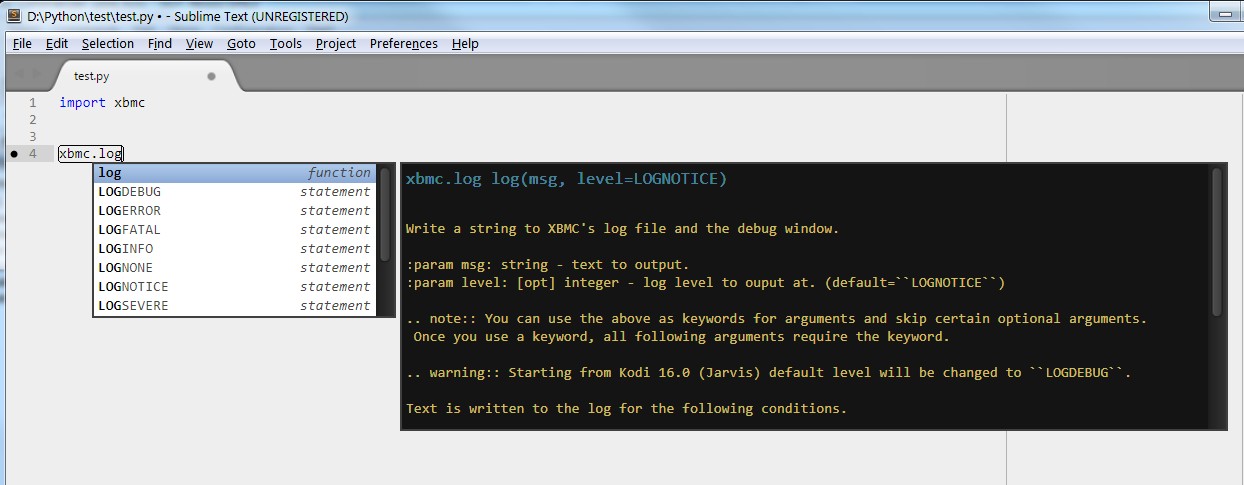 D:\Python\test\test.py • - Sublime Text (UNREGISTERED)
File Edit Selection Find View Goto Tools Project Preferences Help
test.py
1 import xbmc
2
3
4 xbmc.log
log function
LOGDEBUG statement
LOGERROR statement
LOGFATAL statement
LOGINFO statement
LOGNONE statement
LOGNOTICE statement
LOGSEVERE statement
xbmc.log log(msg, level=LOGNOTICE)
Write a string to XBMC's log file and the debug window.
:param msg: string - text to output.
:param level: [opt] integer - log level to ouput at. (default=``LOGNOTICE``)
.. note:: You can use the above as keywords for arguments and skip certain optional arguments.
Once you use a keyword, all following arguments require the keyword.
.. warning:: Starting from Kodi 16.0 (Jarvis) default level will be changed to ``LOGDEBUG``.
Text is written to the log for the following conditions.